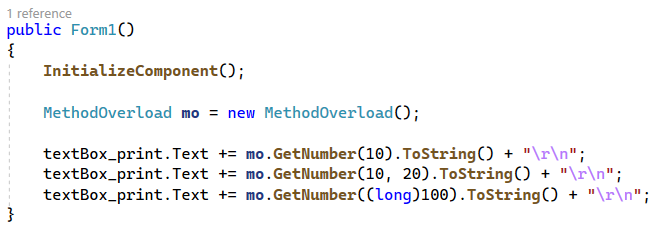 1 reference
public Form1()
{
InitializeComponent();
MethodOverload mo = new MethodOverload();
textBox_print.Text += mo.GetNumber(10).ToString() + "\r\n";
textBox_print.Text += mo.GetNumber(10, 20).ToString() + "\r\n";
textBox_print.Text += mo.GetNumber((long)100).ToString() + "\r\n";
}